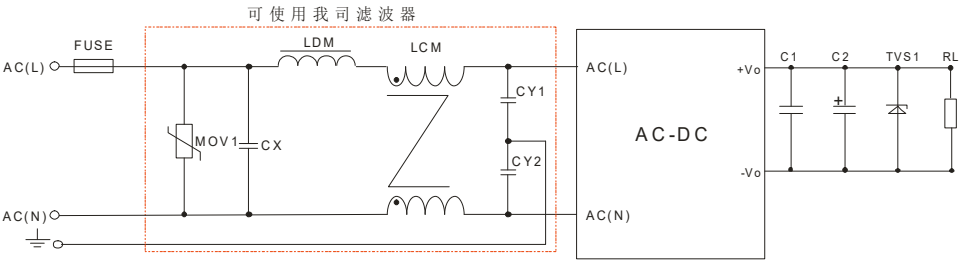 可使用我司滤波器
FUSE
LDM
LCM
AC(L)
AC(L)
+Vo
C1
C2
TVS1
RL
CY1
+
MOV1
CX
AC-DC
CY2
-Vo
AC(N)
AC(N)